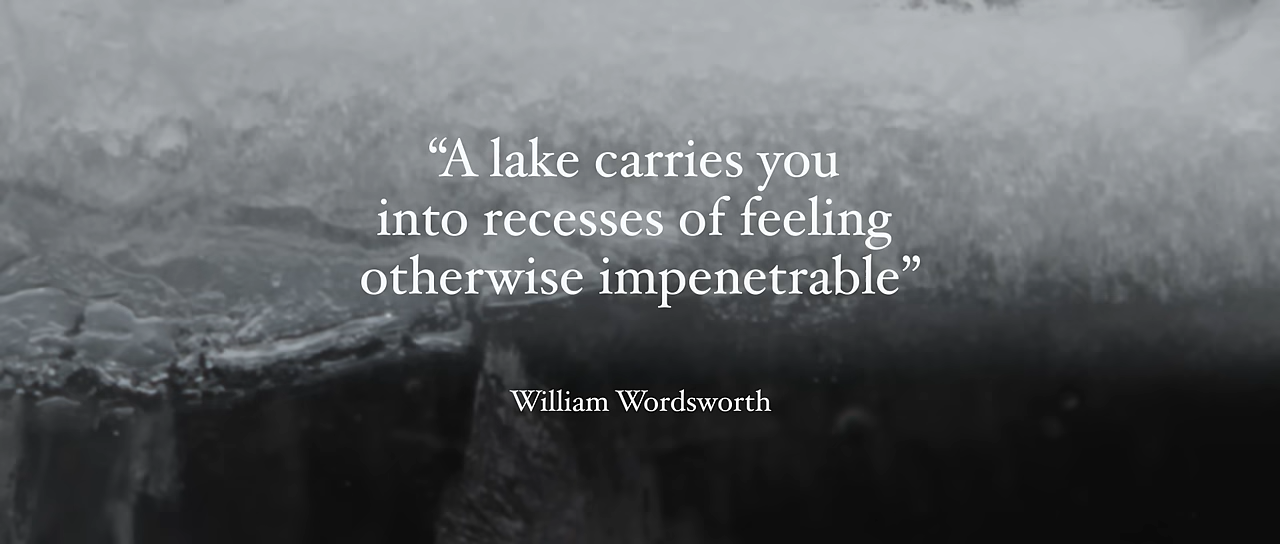 “A lake carries you
into recesses of feeling
otherwise impenetrable”
William Wordsworth